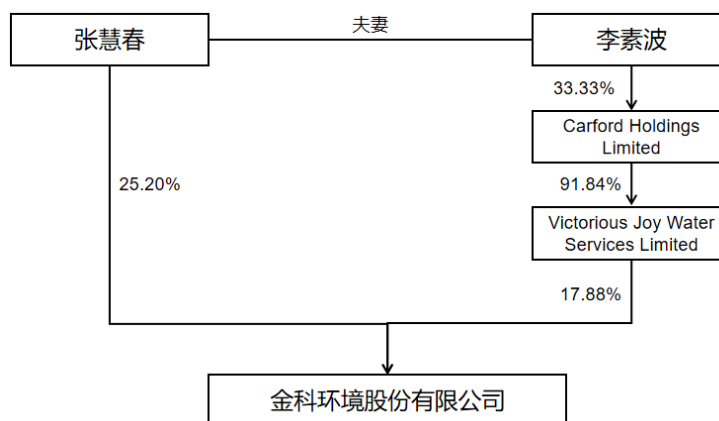 张慧春
夫妻
李素波
33.33%
Carford Holdings
Limited
25.20%
91.84%
Victorious Joy Water
Services Limited
17.88%
金科环境股份有限公司